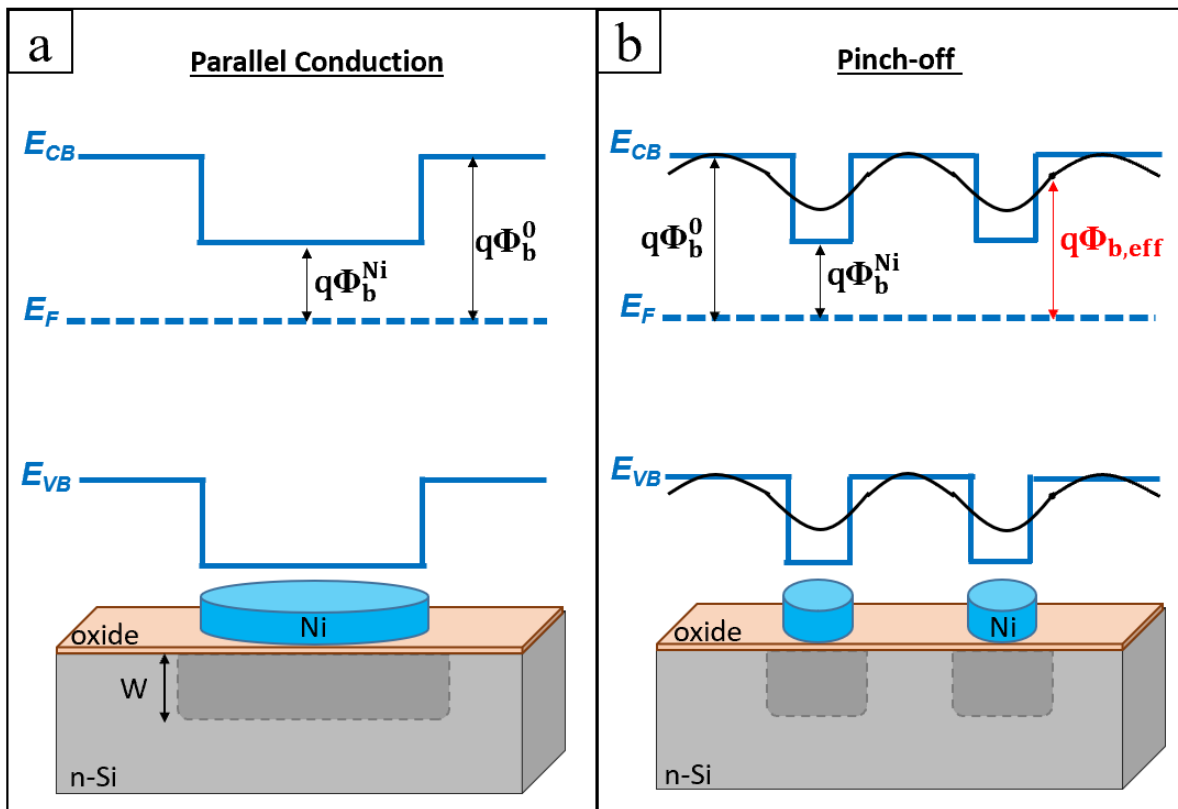 a
Parallel Conduction
E_CB
qΦ_b^Ni
qΦ_b^0
E_F
E_VB
Ni
oxide
W
n-Si
b
Pinch-off
E_CB
qΦ_b^0
qΦ_b^Ni
qΦ_b,eff
E_F
E_VB
Ni
oxide
n-Si